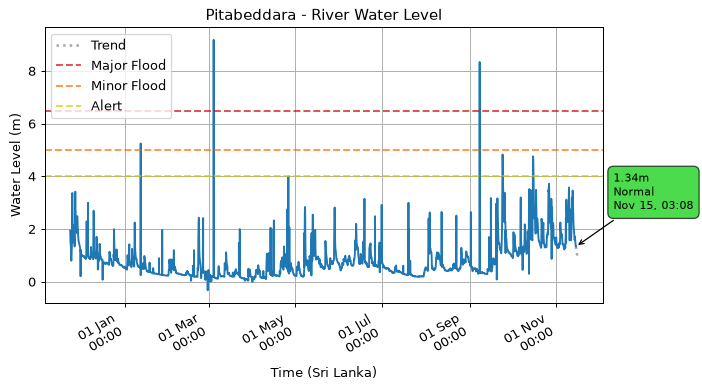 Pitabeddara - River Water Level
Trend
Major Flood
Minor Flood
Alert
Water Level (m)
8
6
4
2
0
1.34m
Normal
Nov 15, 03:08
01 Jan
00:00
01 Mar
00:00
01 May
00:00
01 Jul
00:00
01 Sep
00:00
01 Nov
00:00
Time (Sri Lanka)